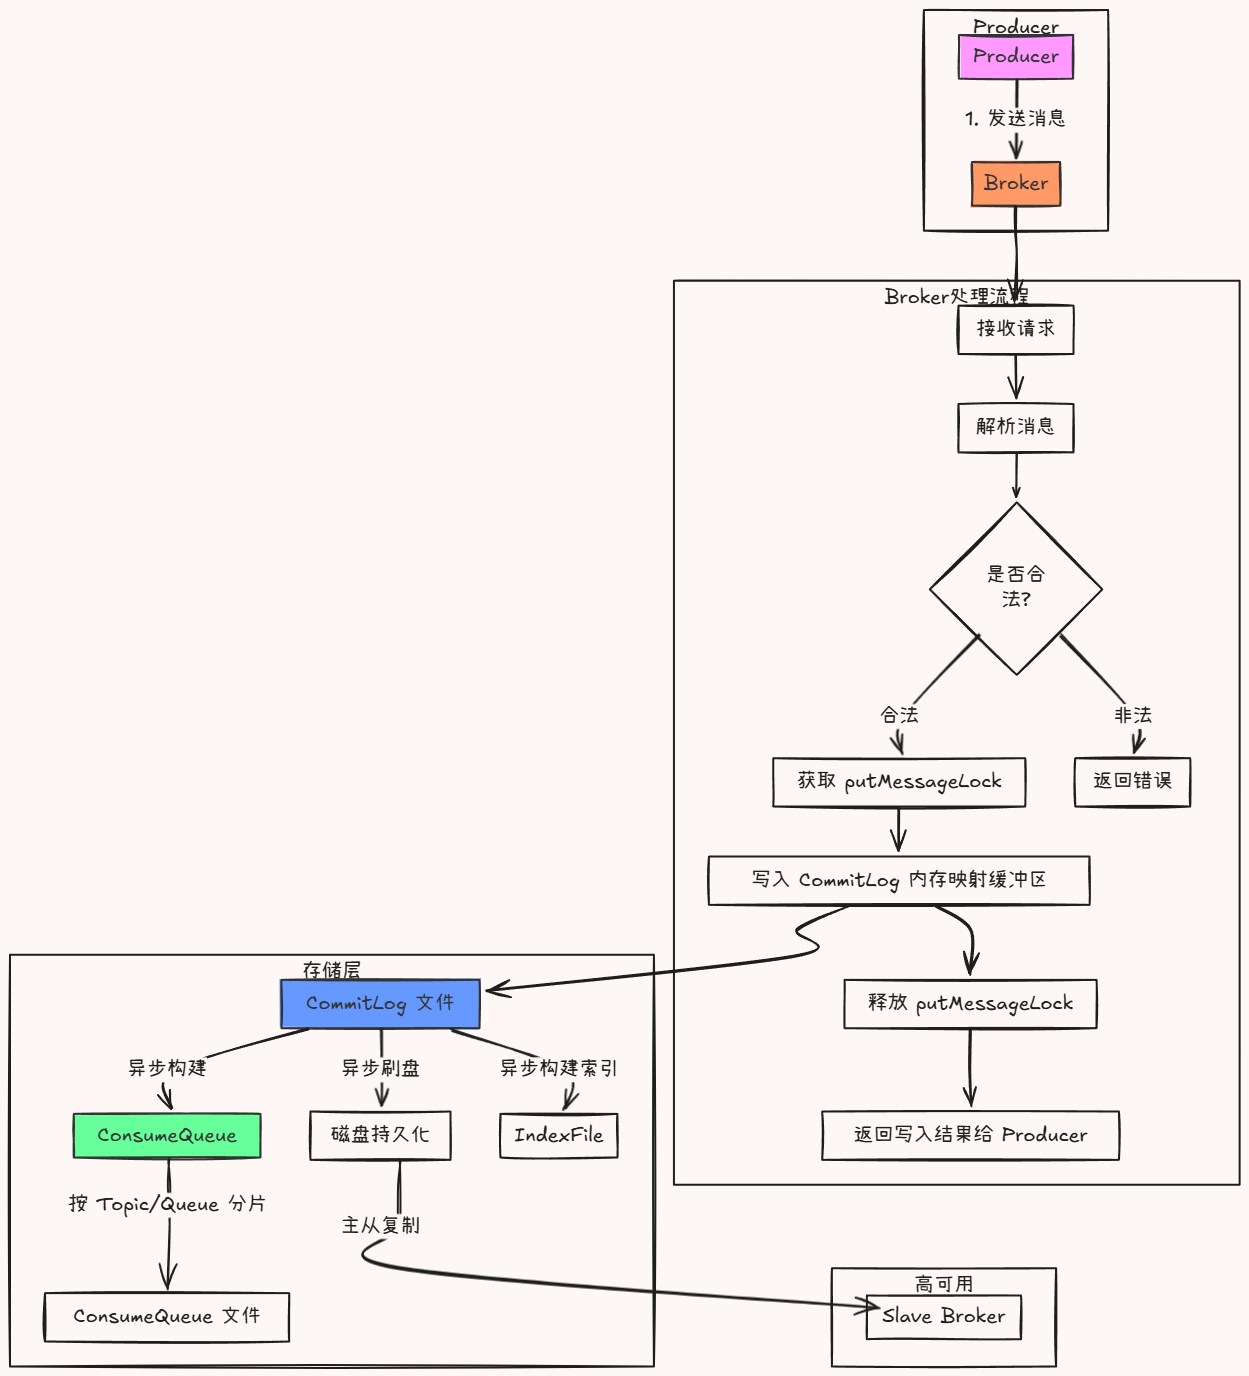 Producer
Producer
1. 发送消息
Broker
Broker处理流程
接收请求
解析消息
是否合
法?
合法
非法
获取 putMessageLock
返回错误
写入 CommitLog 内存映射缓冲区
存储层
CommitLog 文件
释放 putMessageLock
异步构建
异步刷盘
异步构建索引
ConsumeQueue
磁盘持久化
IndexFile
返回写入结果给 Producer
按 Topic/Queue 分片
主从复制
高可用
ConsumeQueue 文件
Slave Broker